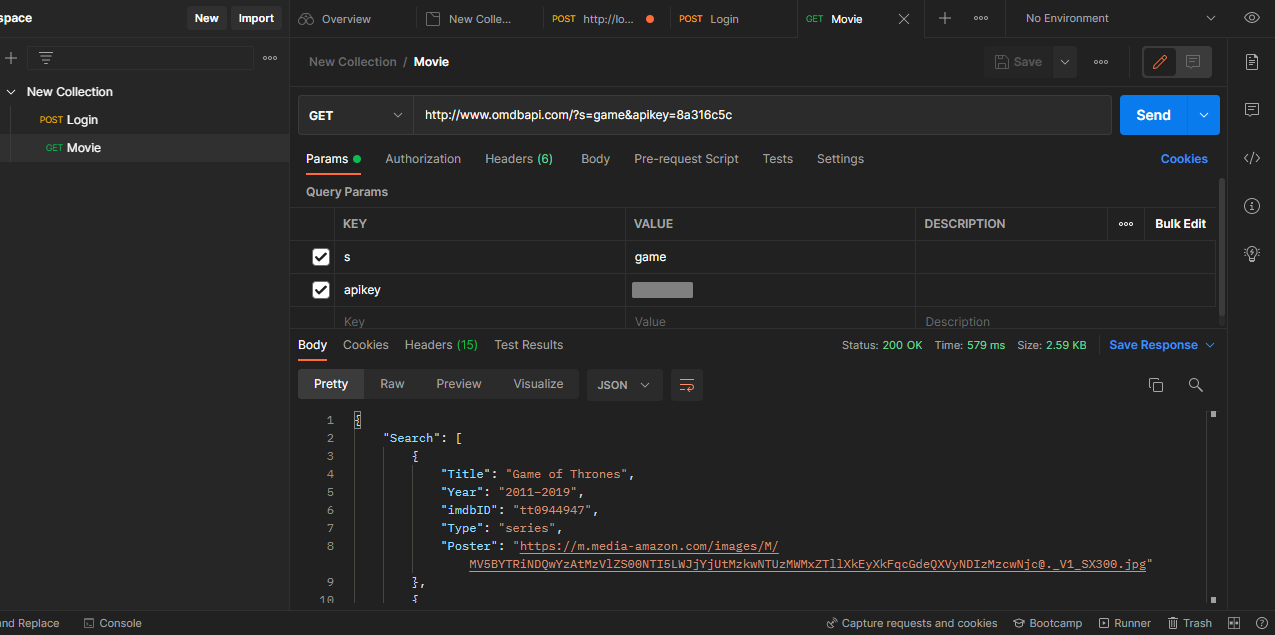 space New Import Overview New Colle... POST http://lo... POST Login GET Movie No Environment
New Collection / Movie Save
New Collection
POST Login
GET Movie
GET http://www.omdbapi.com/?s=game&apikey=8a316c5c Send
Params Authorization Headers (6) Body Pre-request Script Tests Settings Cookies
Query Params
KEY VALUE DESCRIPTION Bulk Edit
s game
apikey
Key Value Description
Body Cookies Headers (15) Test Results Status: 200 OK Time: 579 ms Size: 2.59 KB Save Response
Pretty Raw Preview Visualize JSON
1 {
2 "Search": [
3 {
4 "Title": "Game of Thrones",
5 "Year": "2011–2019",
6 "imdbID": "tt0944947",
7 "Type": "series",
8 "Poster": "https://m.media-amazon.com/images/M/
MV5BYTRiNDQwYzAtMzVlZS00NTI5LWJjYjUtMzkwNTUzMWMxZTllXkEyXkFqcGdeQXVyNDIzMzcwNjc@._V1_SX300.jpg"
9 },
10 {
nd Replace Console Capture requests and cookies Bootcamp Runner Trash